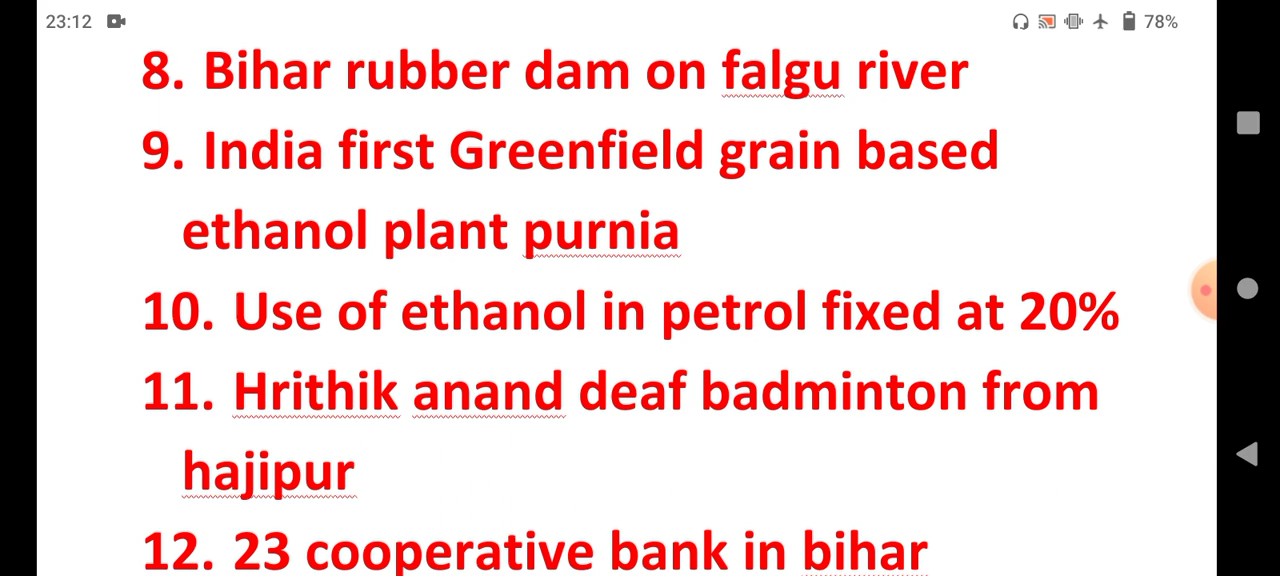 23:12 78%
8. Bihar rubber dam on falgu river
9. India first Greenfield grain based
ethanol plant purnia
10. Use of ethanol in petrol fixed at 20%
11. Hrithik anand deaf badminton from
hajipur
12. 23 cooperative bank in bihar